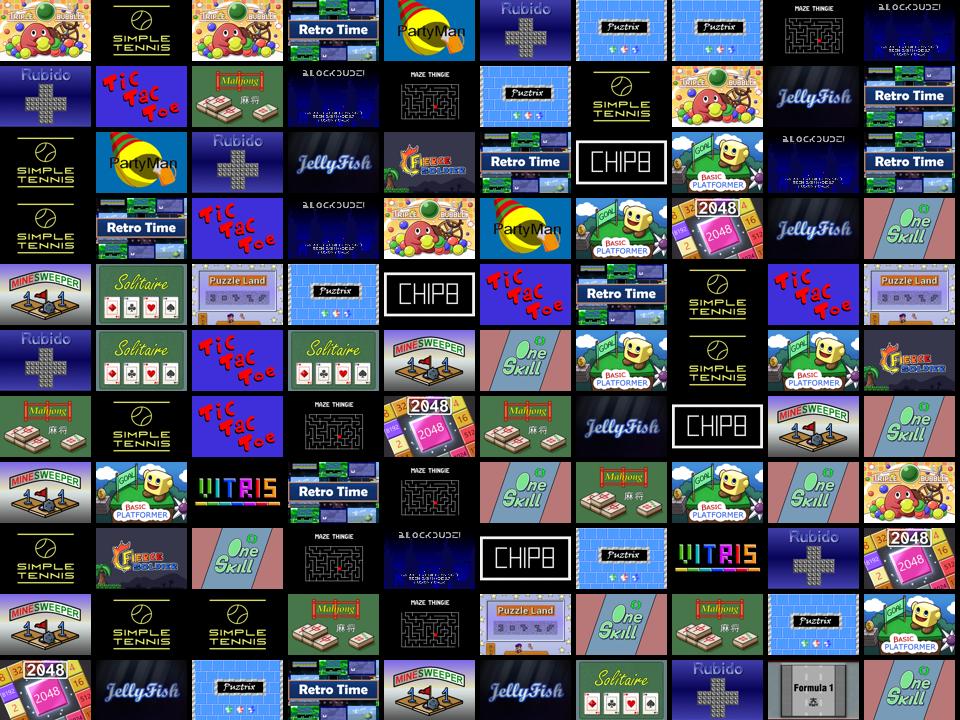 TRIPLE BUBBLE SIMPLE TENNIS TRIPLE BUBBLE Retro Time PartyMan Rubido Puztrix Puztrix MAZE THINGIE BLOCKDUDE!
Rubido Tic Tac Toe Mahjong 麻将 BLOCKDUDE! MAZE THINGIE Puztrix SIMPLE TENNIS TRIPLE BUBBLE JellyFish Retro Time
SIMPLE TENNIS PartyMan Rubido JellyFish FIERCE SOLDIER Retro Time CHIP8 GOAL BASIC PLATFORMER BLOCKDUDE! Retro Time
SIMPLE TENNIS Retro Time Tic Tac Toe BLOCKDUDE! TRIPLE BUBBLE PartyMan GOAL BASIC PLATFORMER 2048 2048 JellyFish One Skill
MINESWEEPER Solitaire Puzzle Land Puztrix CHIP8 Tic Tac Toe Retro Time SIMPLE TENNIS Tic Tac Toe Puzzle Land
Rubido Solitaire Tic Tac Toe Solitaire MINESWEEPER One Skill GOAL BASIC PLATFORMER SIMPLE TENNIS GOAL BASIC PLATFORMER FIERCE SOLDIER
Mahjong 麻将 SIMPLE TENNIS Tic Tac Toe MAZE THINGIE 2048 2048 Mahjong 麻将 JellyFish CHIP8 MINESWEEPER One Skill
MINESWEEPER GOAL BASIC PLATFORMER VITRIS Retro Time MAZE THINGIE One Skill Mahjong 麻将 GOAL BASIC PLATFORMER One Skill TRIPLE BUBBLE
SIMPLE TENNIS FIERCE SOLDIER One Skill MAZE THINGIE BLOCKDUDE! CHIP8 Puztrix VITRIS Rubido 2048 2048
MINESWEEPER SIMPLE TENNIS SIMPLE TENNIS Mahjong 麻将 MAZE THINGIE Puzzle Land One Skill Mahjong 麻将 Puztrix GOAL BASIC PLATFORMER
2048 2048 JellyFish Puztrix Retro Time MINESWEEPER JellyFish Solitaire Rubido Formula 1 One Skill